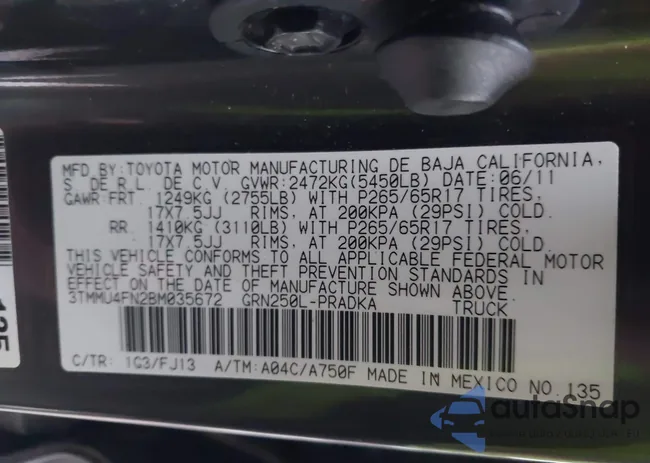 MFD.BY:TOYOTA MOTOR MANUFACTURING DE BAJA CALIFORNIA,
S. DE R.L. DE C.V. GVWR:2472KG(5450LB) DATE:06/11
GAWR:FRT. 1249KG (2755LB) WITH P265/65R17 TIRES,
17X7.5JJ RIMS, AT 200KPA (29PSI) COLD.
RR. 1410KG (3110LB) WITH P265/65R17 TIRES,
17X7.5JJ RIMS, AT 200KPA (29PSI) COLD.
THIS VEHICLE CONFORMS TO ALL APPLICABLE FEDERAL MOTOR
VEHICLE SAFETY AND THEFT PREVENTION STANDARDS IN
EFFECT ON THE DATE OF MANUFACTURE SHOWN ABOVE.
3TMMU4FN2BM035672 GRN250L-PRADKA TRUCK
C/TR: 1G3/FJ13 A/TM:A04C/A750F MADE IN MEXICO NO.135
135
autoSnap